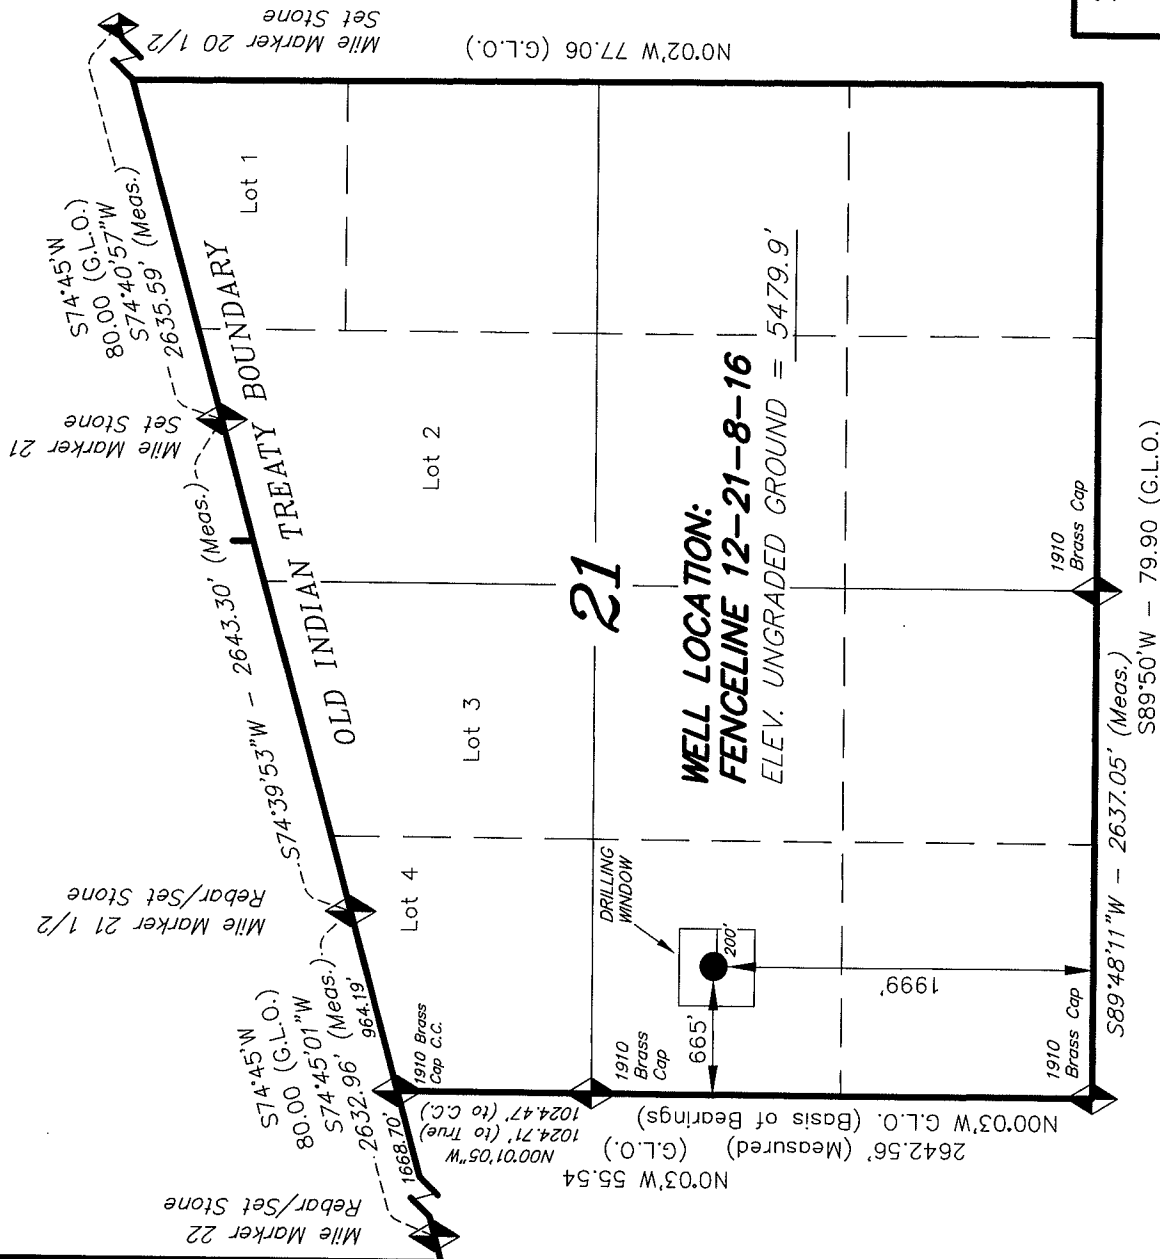 Mile Marker 20 1/2
Set Stone
N0°02'W 77.06 (G.L.O.)
S74°45'W
80.00 (G.L.O.)
S74°40'57"W
2635.59' (Meas.)
Lot 1
Mile Marker 21
Set Stone
OLD INDIAN TREATY BOUNDARY
S74°39'53"W - 2643.30' (Meas.)
Lot 2
Lot 3
21
WELL LOCATION:
FENCELINE 12-21-8-16
ELEV. UNGRADED GROUND = 5479.9'
Mile Marker 21 1/2
Rebar/Set Stone
Lot 4
DRILLING
WINDOW
200'
1999'
665'
S74°45'W
80.00 (G.L.O.)
S74°45'01"W
2632.96' (Meas.)
964.19'
1668.70'
1910 Brass
Cap C.C.
1910
Brass
Cap
1910
Brass Cap
1910
Brass Cap
S89°48'11"W - 2637.05' (Meas.)
S89°50'W - 79.90 (G.L.O.)
N00°01'05"W
1024.71' (to True)
1024.47' (to C.C.)
N0°03'W 55.54 (G.L.O.)
2642.56' (Measured)
N00°03'W G.L.O. (Basis of Bearings)
Mile Marker 22
Rebar/Set Stone